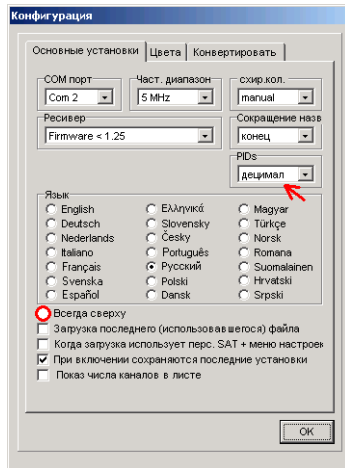 Конфигурация
Основные установки Цвета Конвертировать
COM порт Част. диапазон схир.кол.
Com 2 5 MHz manual
Ресивер Сокращение назв
Firmware < 1.25 конец
PIDs
децимал
Язык
English Ελληνικά Magyar
Deutsch Slovensky Türkçe
Nederlands Česky Norsk
Italiano Português Romana
Français Русский Suomalainen
Svenska Polski Hrvatski
Español Dansk Srpski
Всегда сверху
Загрузка последнего (использовавшегося) файла
Когда загрузка использует перс. SAT + меню настроек
При включении сохраняются последние установки
Показ числа каналов в листе
OK